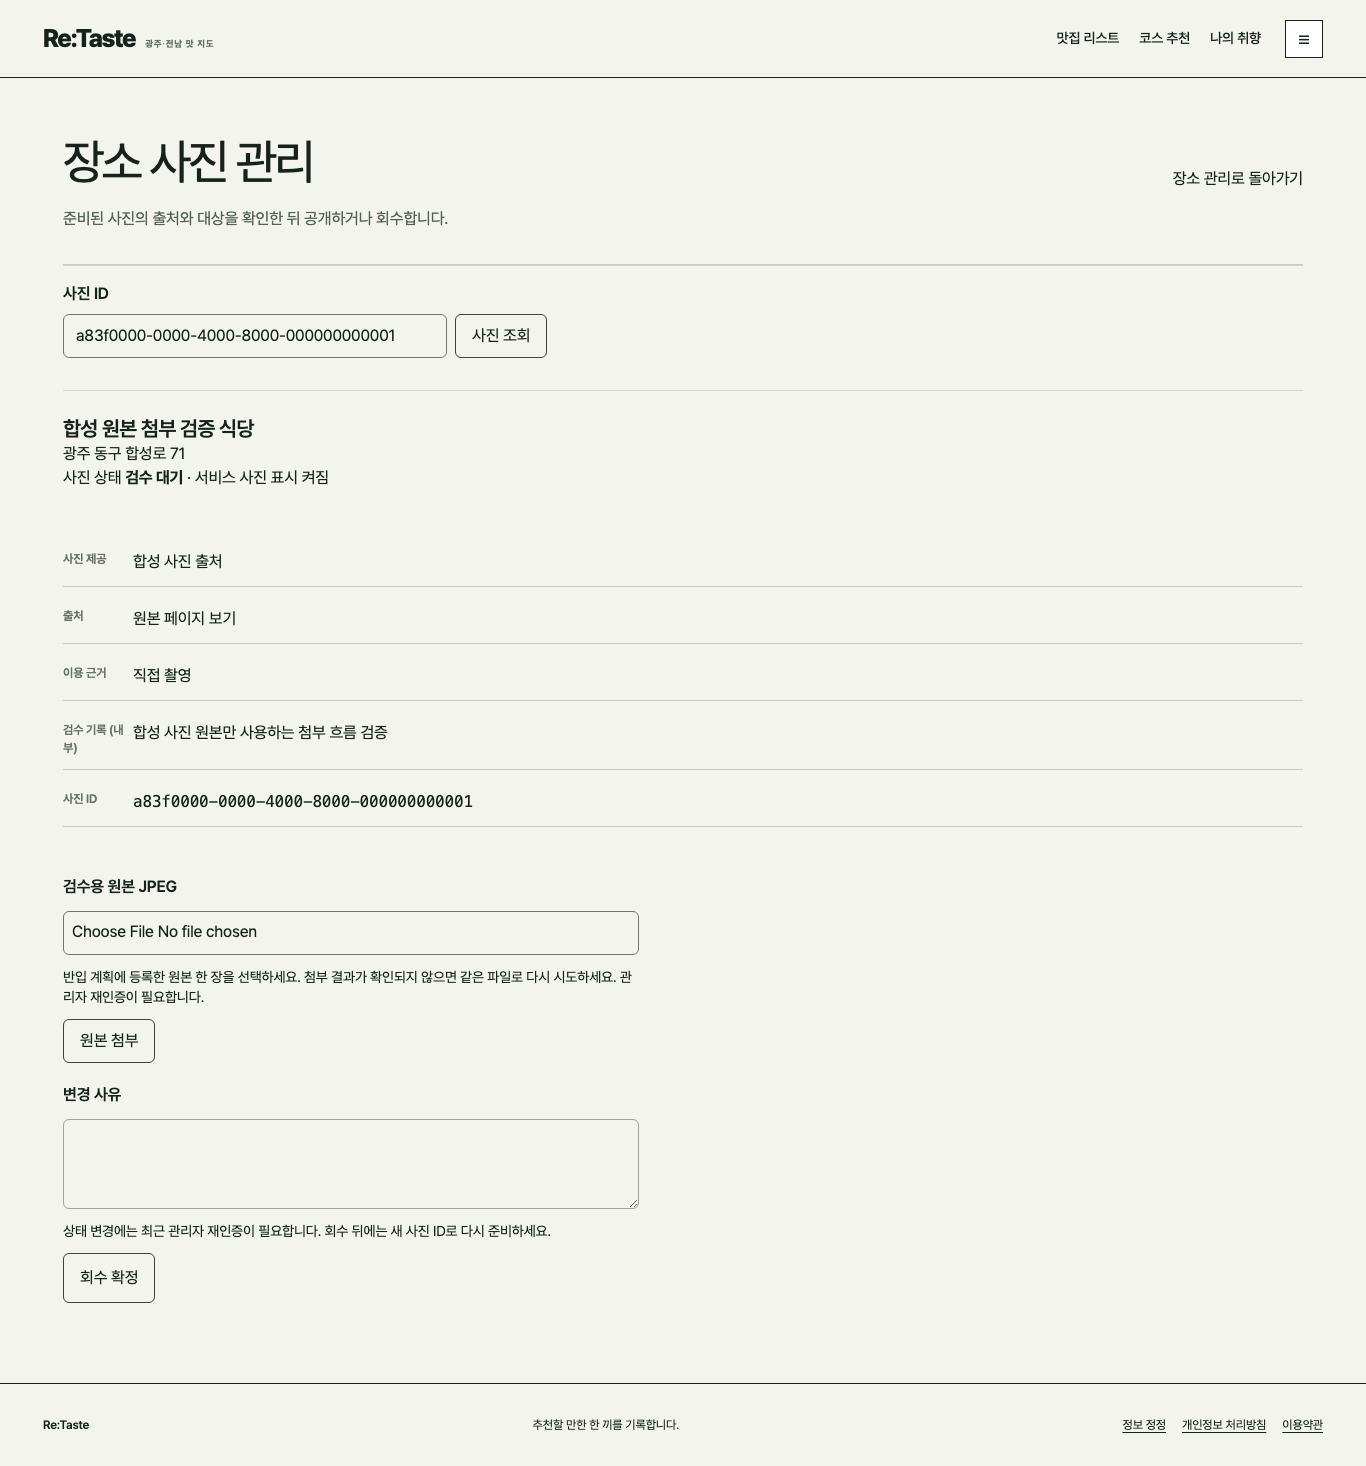 Re:Taste 광주·전남 맛 지도
맛집 리스트 코스 추천 나의 취향
장소 사진 관리
장소 관리로 돌아가기
준비된 사진의 출처와 대상을 확인한 뒤 공개하거나 회수합니다.
사진 ID
a83f0000-0000-4000-8000-000000000001 사진 조회
합성 원본 첨부 검증 식당
광주 동구 합성로 71
사진 상태 검수 대기 · 서비스 사진 표시 켜짐
사진 제공 합성 사진 출처
출처 원본 페이지 보기
이용 근거 직접 촬영
검수 기록 (내 합성 사진 원본만 사용하는 첨부 흐름 검증
부)
사진 ID a83f0000-0000-4000-8000-000000000001
검수용 원본 JPEG
Choose File No file chosen
반입 계획에 등록한 원본 한 장을 선택하세요. 첨부 결과가 확인되지 않으면 같은 파일로 다시 시도하세요. 관
리자 재인증이 필요합니다.
원본 첨부
변경 사유
상태 변경에는 최근 관리자 재인증이 필요합니다. 회수 뒤에는 새 사진 ID로 다시 준비하세요.
회수 확정
Re:Taste 추천할 만한 한 끼를 기록합니다. 정보 정정 개인정보 처리방침 이용약관